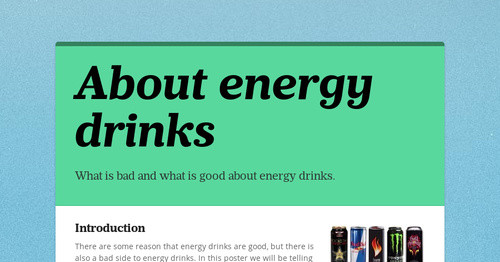 About energy
drinks
What is bad and what is good about energy drinks.
Introduction
There are some reason that energy drinks are good, but there is
also a bad side to energy drinks. In this poster we will be telling